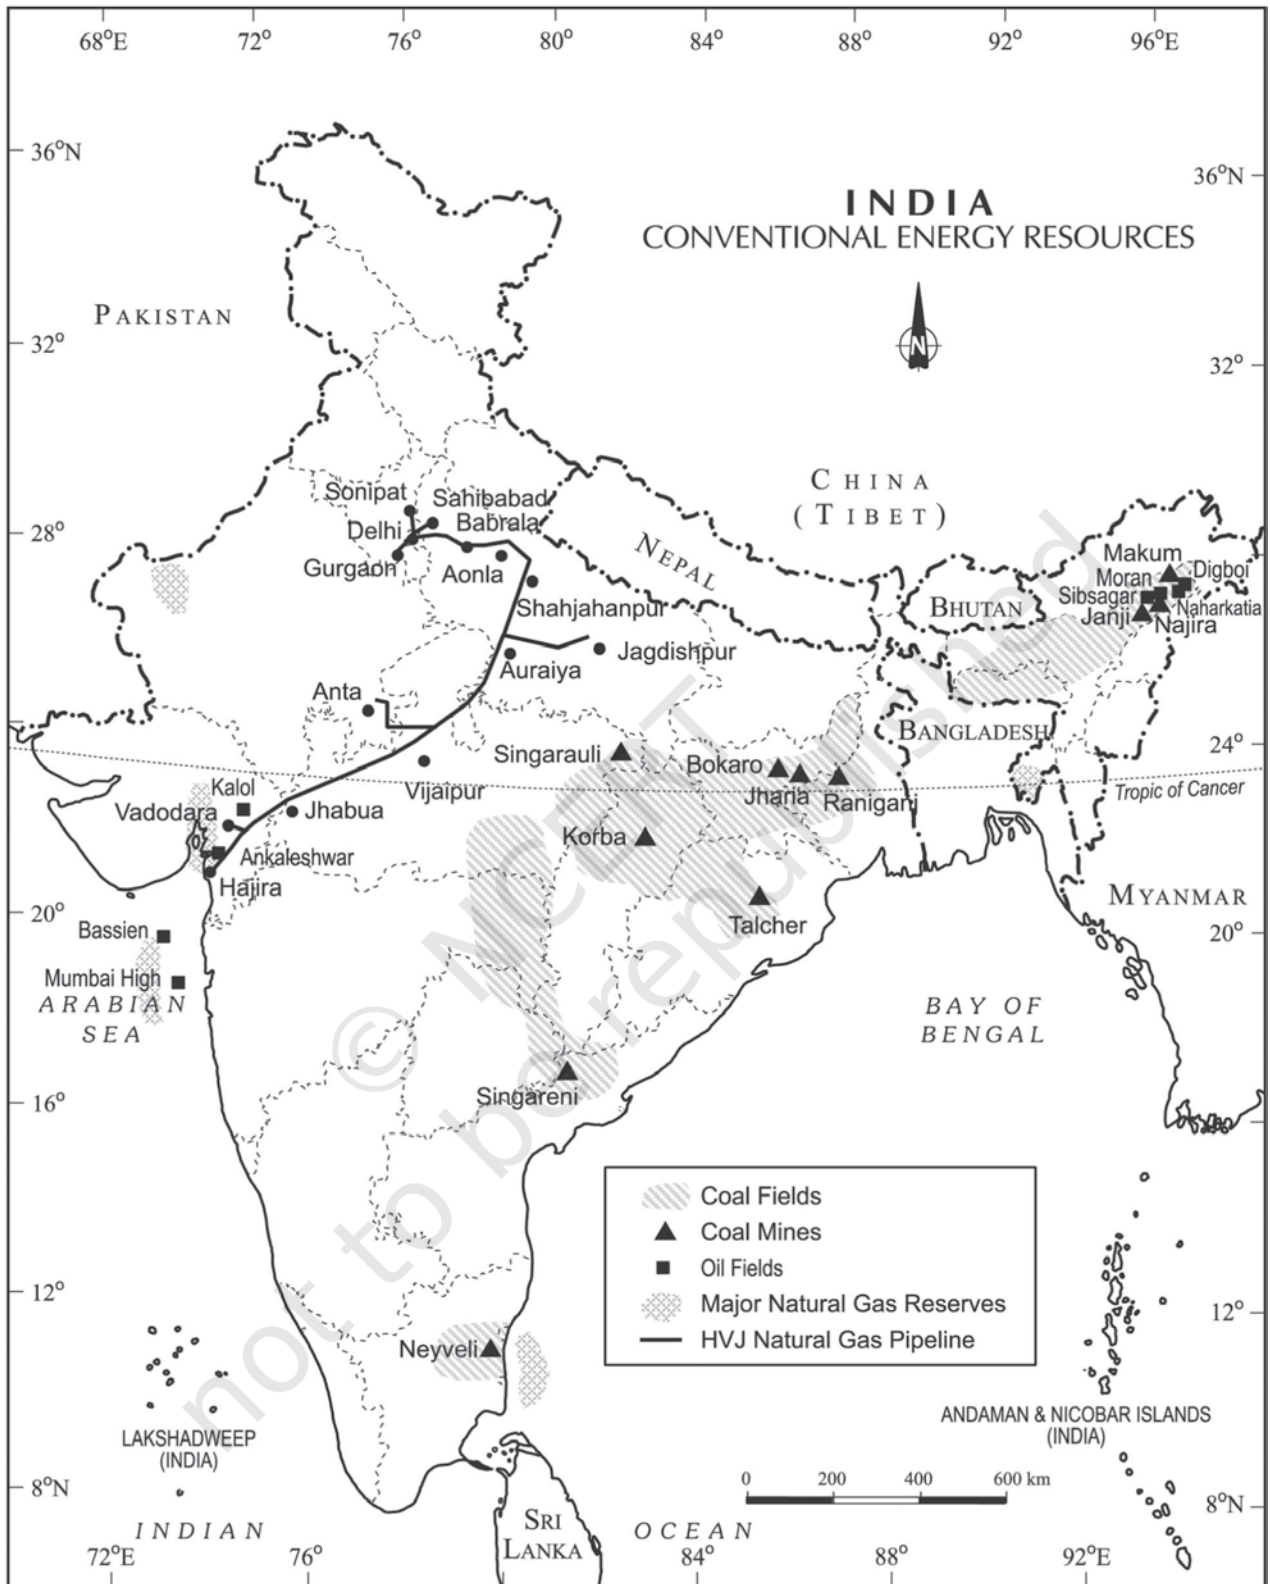 68°E 72° 76° 80° 84° 88° 92° 96°E
36°N
36°N
INDIA
CONVENTIONAL ENERGY RESOURCES
PAKISTAN
N
32°
32°
CHINA
(TIBET)
Sonipat
Sahibabad
Delhi
Babrala
28°
Gurgaon
Aonla
NEPAL
Makum
Digboi
Moran
Sibsagar
Naharkatia
Janji
Najira
BHUTAN
Shahjahanpur
Jagdishpur
Auraiya
Anta
BANGLADESH
24°
Singarauli
Bokaro
Jharia
Raniganj
Tropic of Cancer
Kalol
Vijaipur
Vadodara
Jhabua
Korba
Ankaleshwar
Hajira
MYANMAR
20°
20°
Bassien
Talcher
Mumbai High
ARABIAN
SEA
BAY OF
BENGAL
16°
Singareni
© NCERT
not to be republished
Coal Fields
Coal Mines
Oil Fields
Major Natural Gas Reserves
HVJ Natural Gas Pipeline
12°
12°
Neyveli
LAKSHADWEEP
(INDIA)
ANDAMAN & NICOBAR ISLANDS
(INDIA)
0 200 400 600 km
8°N
8°N
INDIAN
OCEAN
SRI
LANKA
72°E 76° 84° 88° 92°E